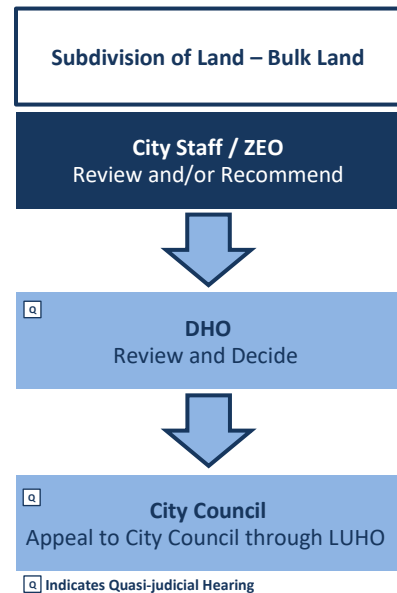 Subdivision of Land – Bulk Land
City Staff / ZEO
Review and/or Recommend
Q
DHO
Review and Decide
Q
City Council
Appeal to City Council through LUHO
Q Indicates Quasi-judicial Hearing